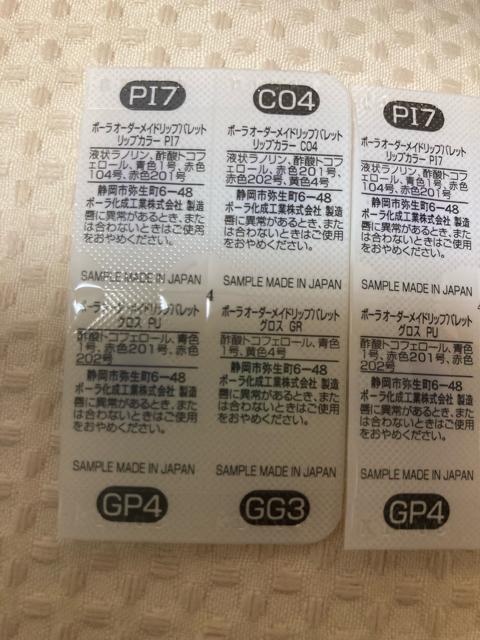 PI7
ポーラ オーダーメイドリップパレット
リップカラー PI7
液状ラノリン、酢酸トコフ
ェロール、青色1号、赤色
104号、赤色201号
静岡市弥生町6-48
ポーラ化成工業株式会社 製造
唇に異常があるとき、また
は合わないときはご使用
をおやめください。
SAMPLE MADE IN JAPAN
ポーラ オーダーメイドリップパレット
グロス PU
酢酸トコフェロール、青色
1号、赤色201号、赤色
202号
静岡市弥生町6-48
ポーラ化成工業株式会社 製造
唇に異常があるとき、また
は合わないときはご使用
をおやめください。
SAMPLE MADE IN JAPAN
GP4
CO4
ポーラ オーダーメイドリップパレット
リップカラー CO4
液状ラノリン、酢酸トコフ
ェロール、赤色201号、
赤色202号、黄色4号
静岡市弥生町6-48
ポーラ化成工業株式会社 製造
唇に異常があるとき、また
は合わないときはご使用
をおやめください。
SAMPLE MADE IN JAPAN
4
ポーラ オーダーメイドリップパレット
グロス GR
酢酸トコフェロール、青色
1号、黄色4号
静岡市弥生町6-48
ポーラ化成工業株式会社 製造
唇に異常があるとき、また
は合わないときはご使用
をおやめください。
SAMPLE MADE IN JAPAN
GG3
PI7
ポーラ オーダーメイドリップパレット
リップカラー PI7
液状ラノリン、酢酸トコフ
ェロール、青色1号、赤色
104号、赤色201号
静岡市弥生町6-48
ポーラ化成工業株式会社 製造
唇に異常があるとき、また
は合わないときはご使用
をおやめください。
SAMPLE MADE IN JAPAN
ポーラ オーダーメイドリップパレット
グロス PU
酢酸トコフェロール、青色
1号、赤色201号、赤色
202号
静岡市弥生町6-48
ポーラ化成工業株式会社 製造
唇に異常があるとき、また
は合わないときはご使用
をおやめください。
SAMPLE MADE IN JAPAN
GP4